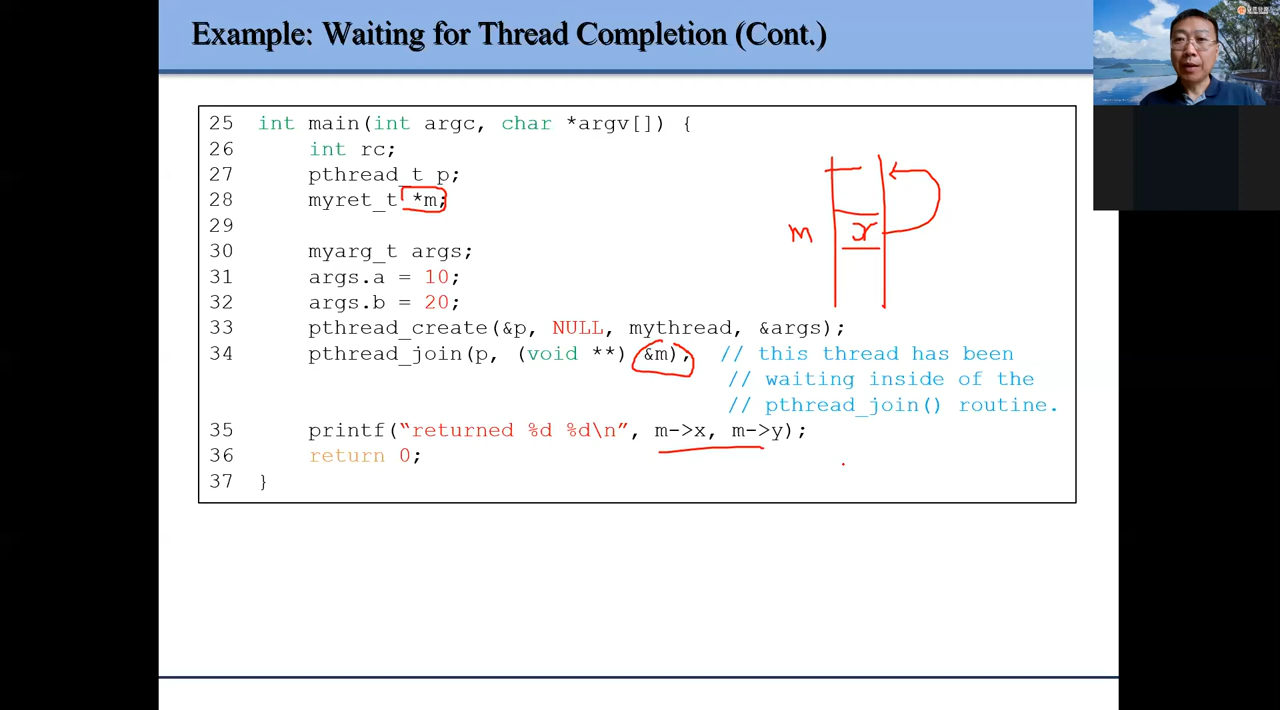 Example: Waiting for Thread Completion (Cont.)
25 int main(int argc, char *argv[]) {
26 int rc;
27 pthread_t p;
28 myret_t *m;
29
30 myarg_t args;
31 args.a = 10;
32 args.b = 20;
33 pthread_create(&p, NULL, mythread, &args);
34 pthread_join(p, (void **) &m); // this thread has been
// waiting inside of the
// pthread_join() routine.
35 printf(“returned %d %d\n”, m->x, m->y);
36 return 0;
37 }
m
x